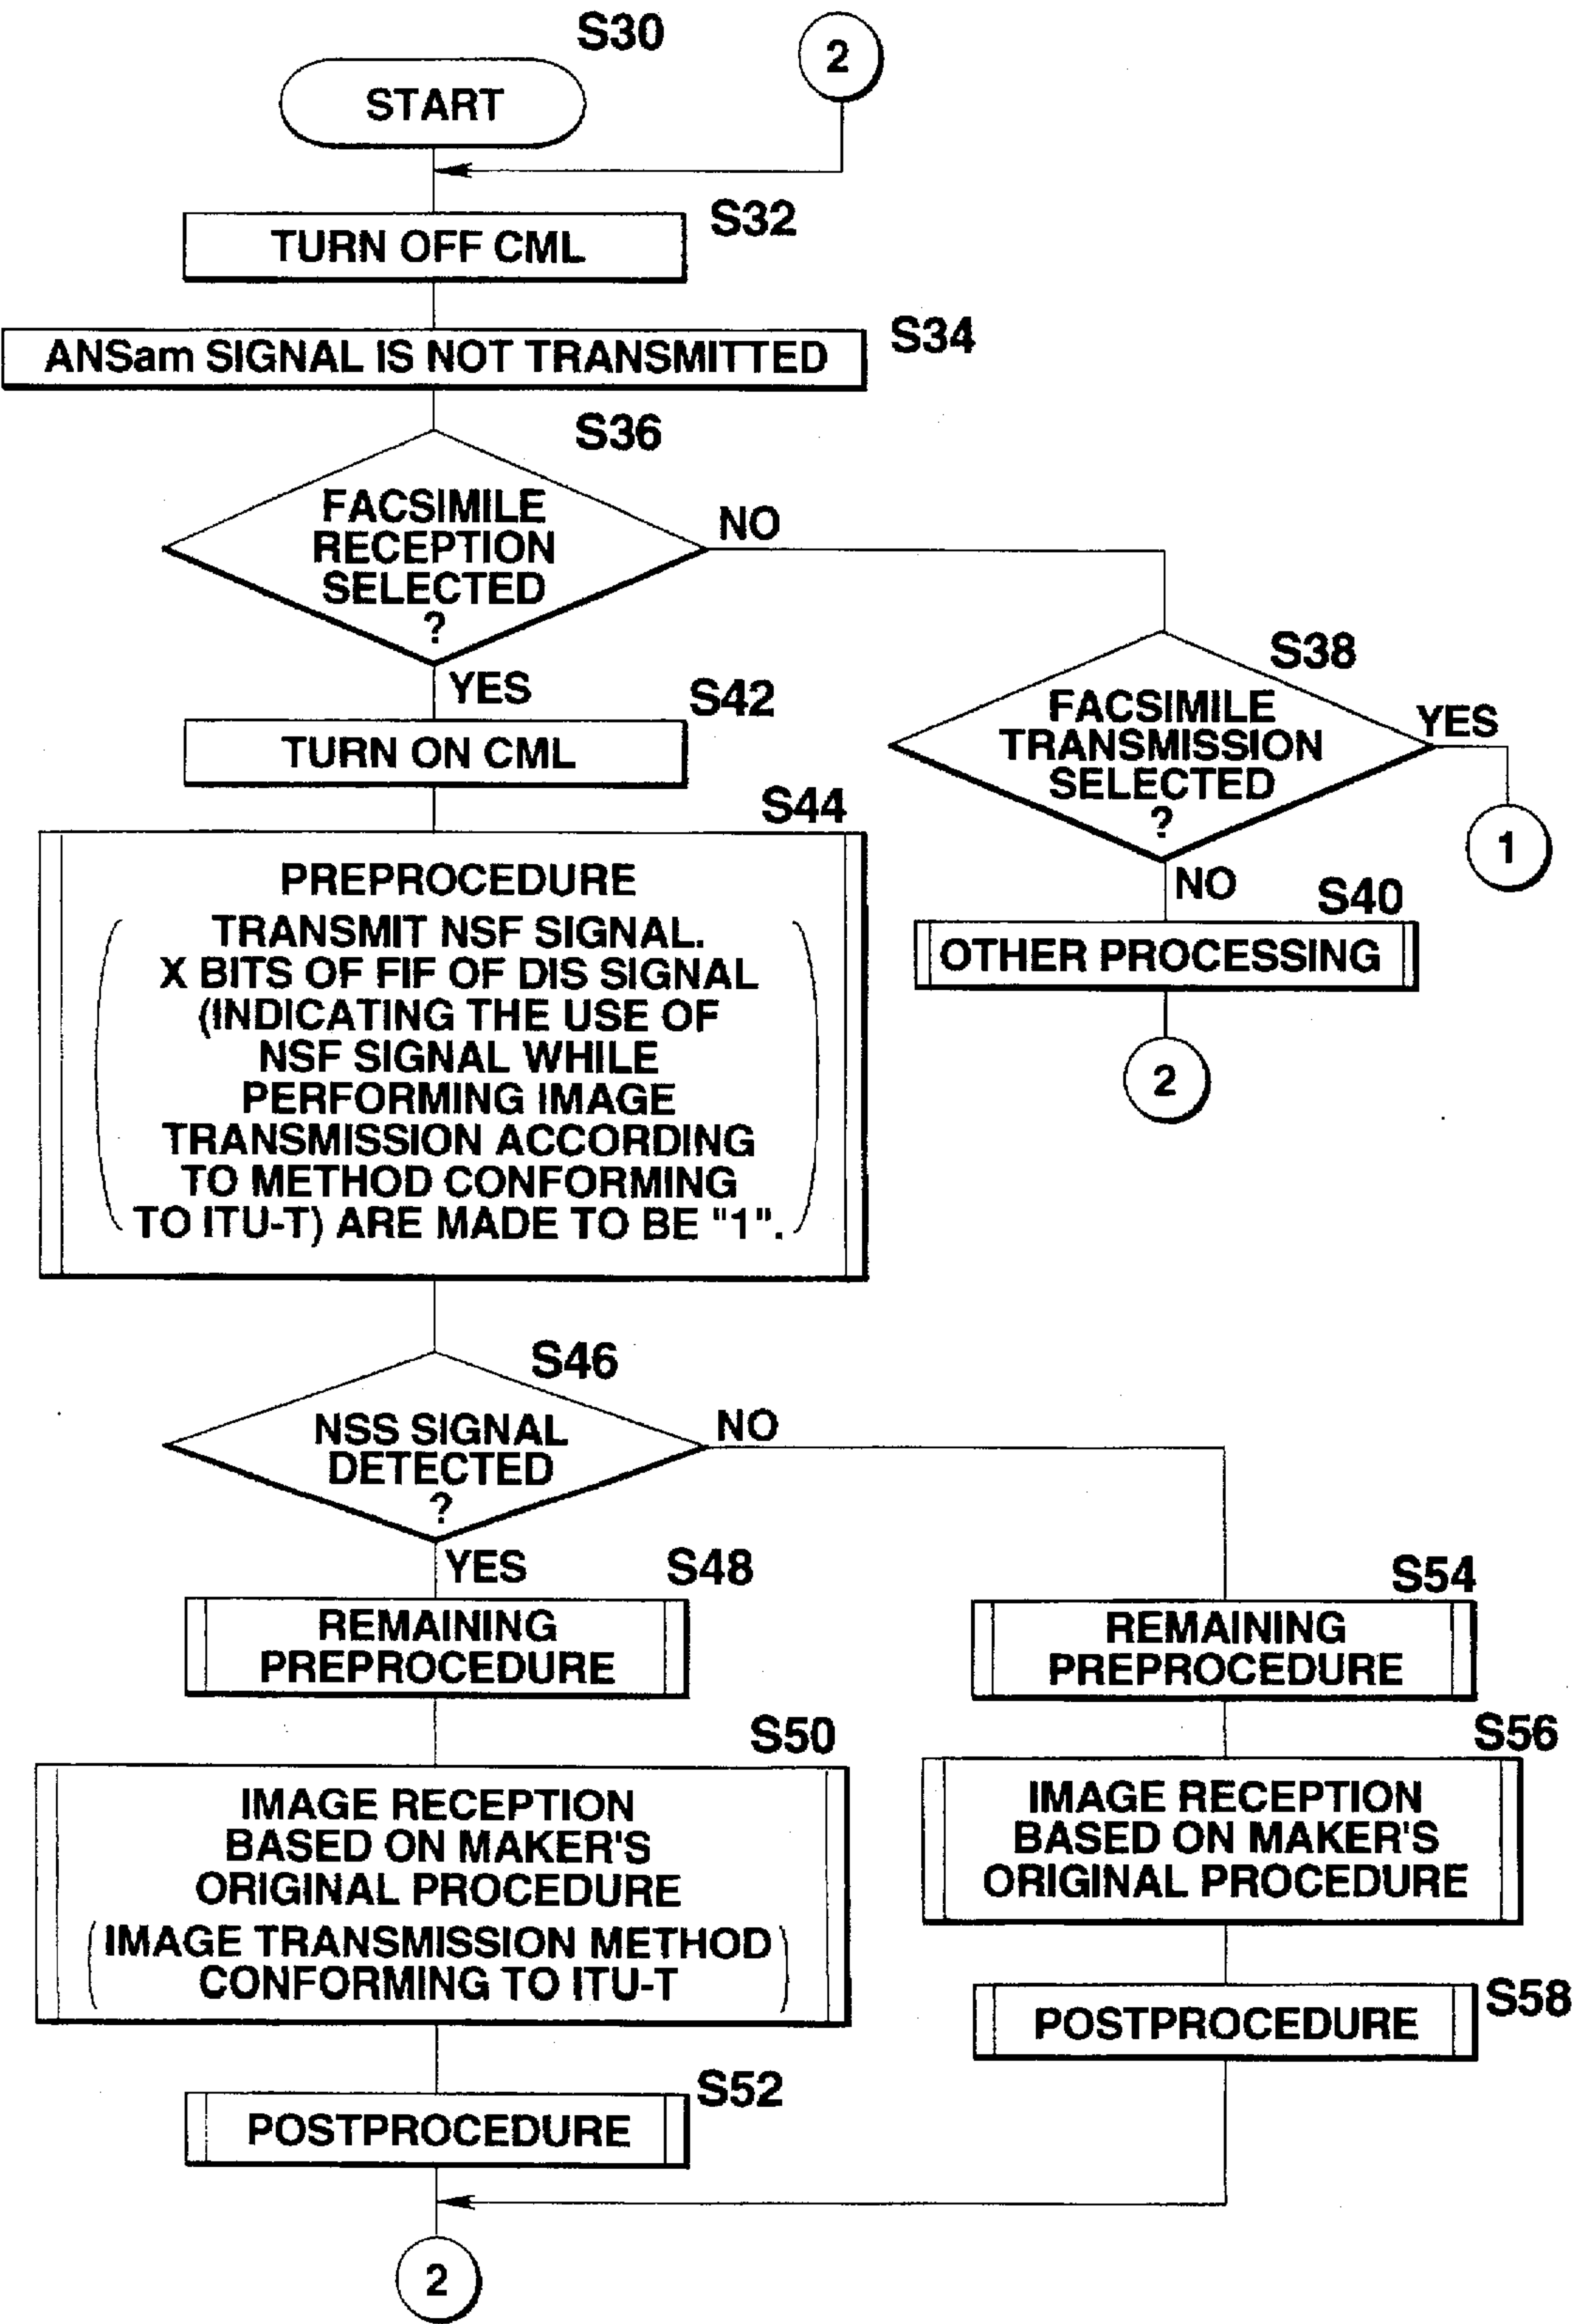 S30
2
START
S32
TURN OFF CML
S34
ANSam SIGNAL IS NOT TRANSMITTED
S36
FACSIMILE
RECEPTION
SELECTED
?
NO
YES
S38
FACSIMILE
TRANSMISSION
SELECTED
?
YES
1
NO
S40
OTHER PROCESSING
2
S42
TURN ON CML
S44
PREPROCEDURE
TRANSMIT NSF SIGNAL.
X BITS OF FIF OF DIS SIGNAL
(INDICATING THE USE OF
NSF SIGNAL WHILE
PERFORMING IMAGE
TRANSMISSION ACCORDING
TO METHOD CONFORMING
TO ITU-T) ARE MADE TO BE "1".
S46
NSS SIGNAL
DETECTED
?
NO
YES
S48
REMAINING
PREPROCEDURE
S50
IMAGE RECEPTION
BASED ON MAKER'S
ORIGINAL PROCEDURE
(IMAGE TRANSMISSION METHOD
CONFORMING TO ITU-T)
S52
POSTPROCEDURE
S54
REMAINING
PREPROCEDURE
S56
IMAGE RECEPTION
BASED ON MAKER'S
ORIGINAL PROCEDURE
S58
POSTPROCEDURE
2